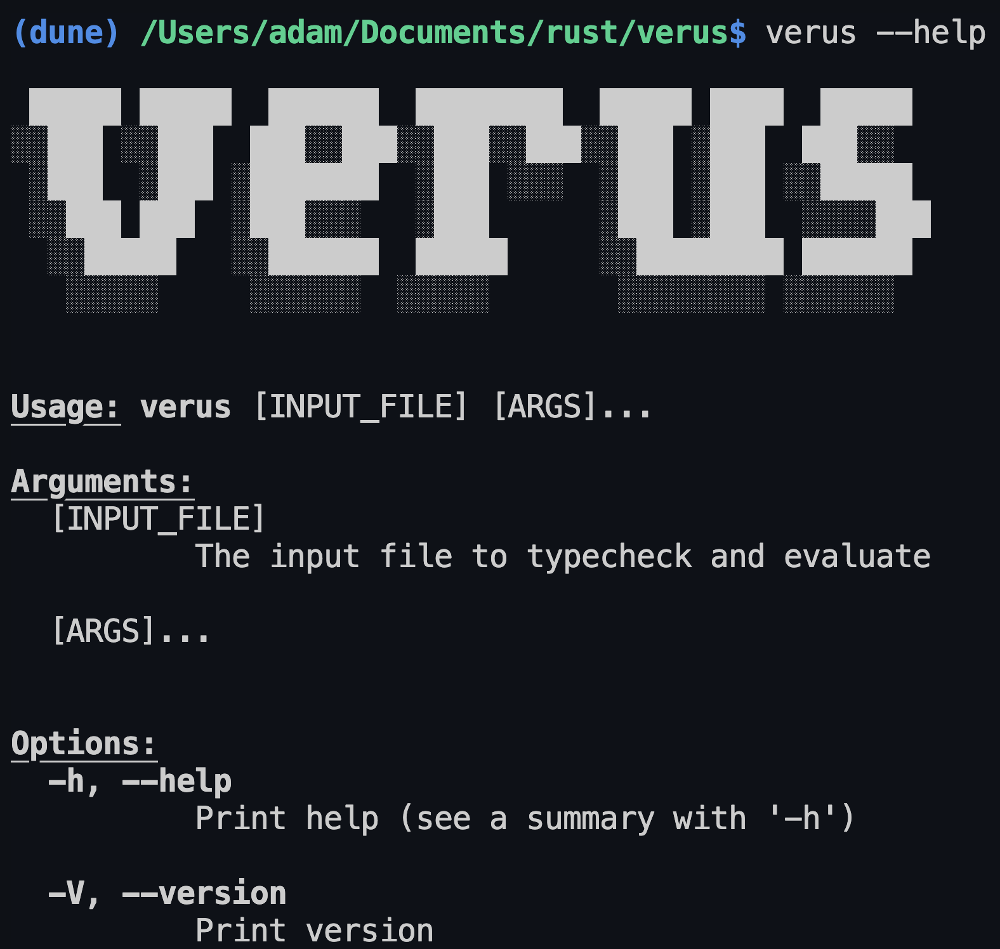 (dune) /Users/adam/Documents/rust/verus$ verus --help
verus
Usage: verus [INPUT_FILE] [ARGS]...
Arguments:
[INPUT_FILE]
The input file to typecheck and evaluate
[ARGS]...
Options:
-h, --help
Print help (see a summary with '-h')
-V, --version
Print version